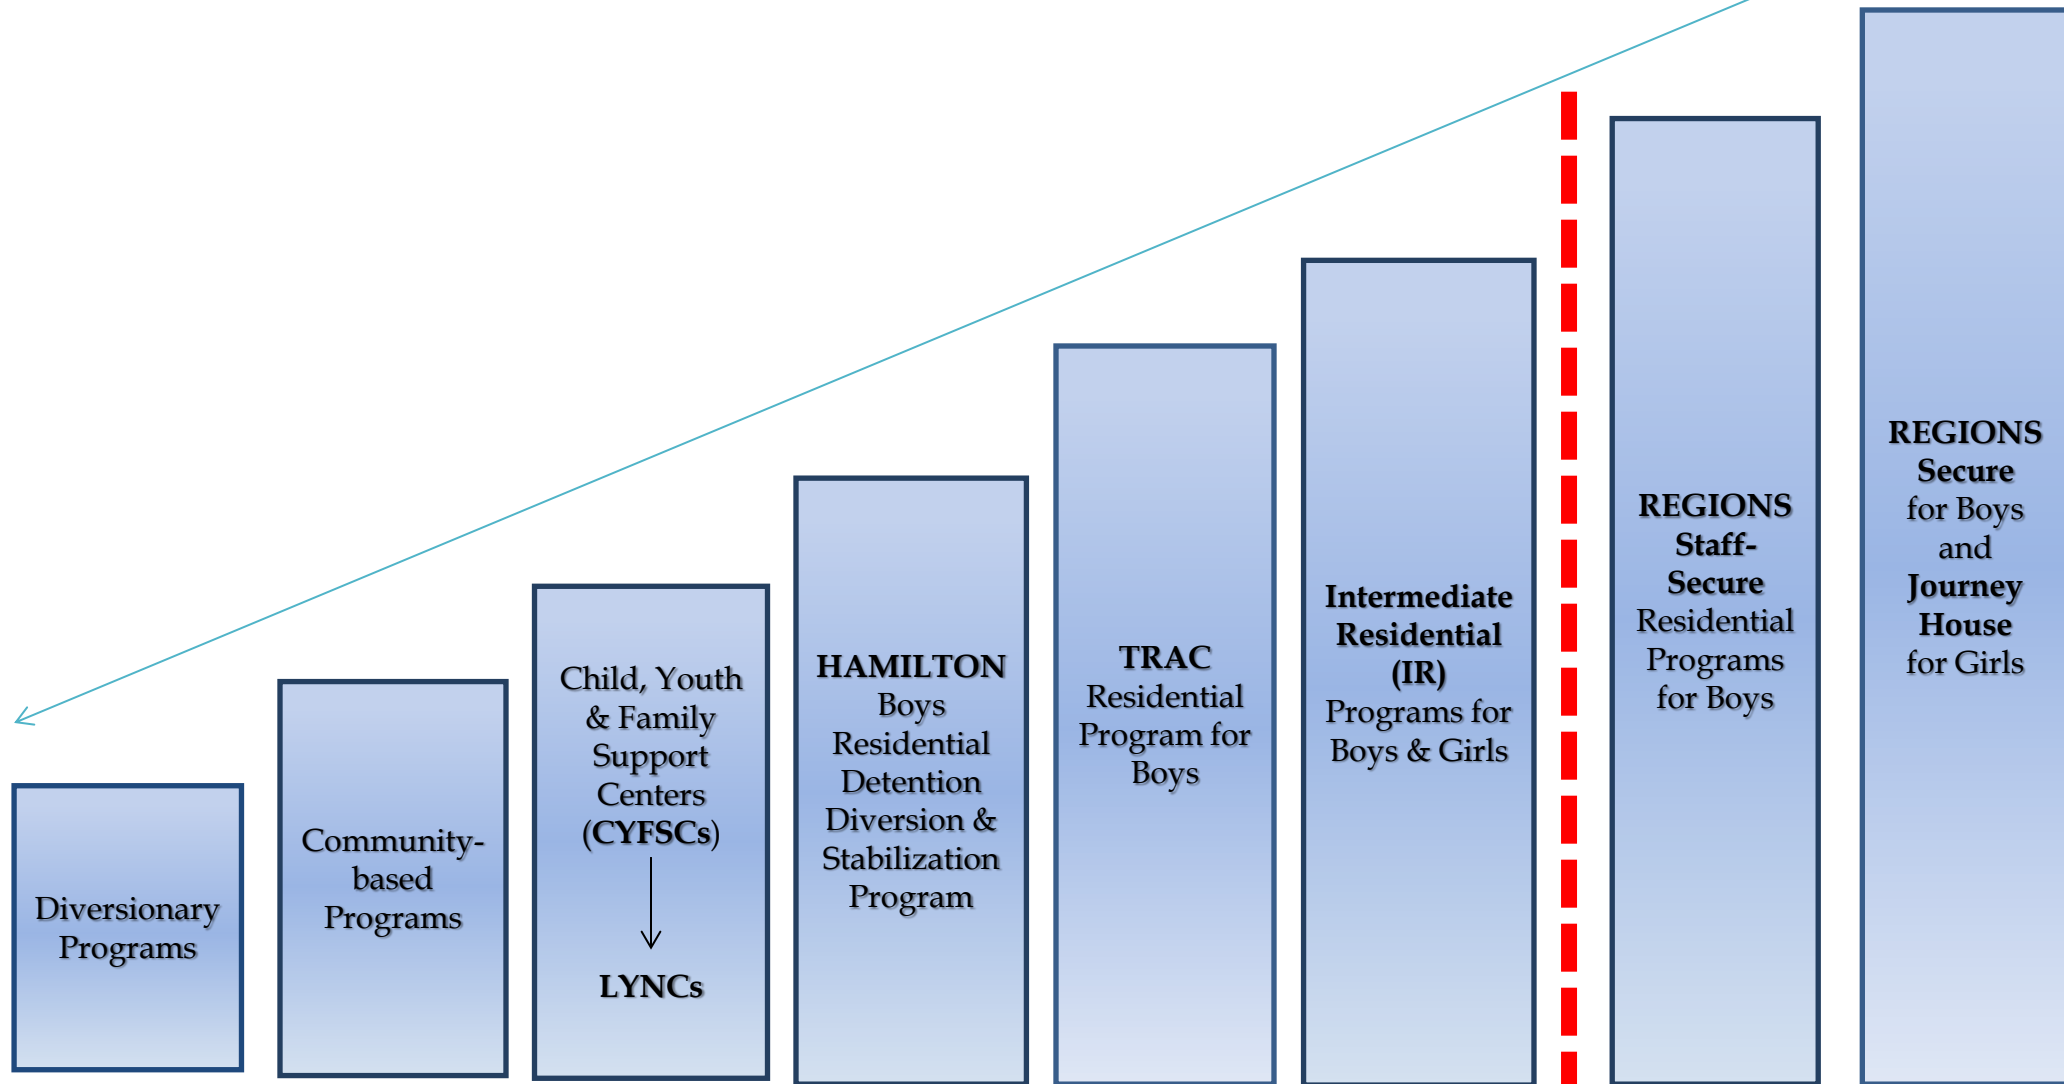 Diversionary
Programs
Community-
based
Programs
Child, Youth
& Family
Support
Centers
(CYFSCs)
LYNCs
HAMILTON
Boys
Residential
Detention
Diversion &
Stabilization
Program
TRAC
Residential
Program for
Boys
Intermediate
Residential
(IR)
Programs for
Boys & Girls
REGIONS
Staff-
Secure
Residential
Programs
for Boys
REGIONS
Secure
for Boys
and
Journey
House
for Girls